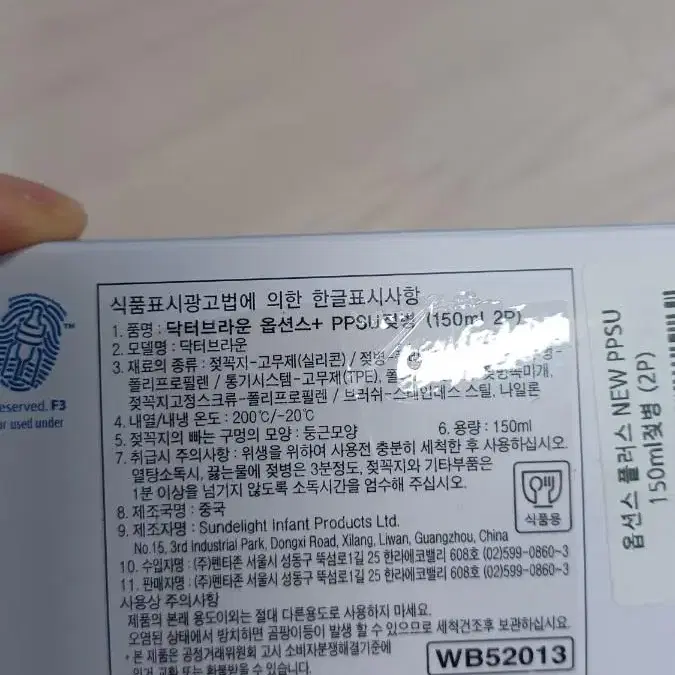 식품표시광고법에 의한 한글표시사항
1. 품명 : 닥터브라운 옵션스+ PPSU젖병 (150ml 2P)
2. 모델명 : 닥터브라운
3. 재료의 종류 : 젖꼭지-고무제(실리콘) / 젖병-
폴리프로필렌 / 통기시스템-고무제(TPE),
젖꼭지고정스크류-폴리프로필렌 / 브러쉬-스테인레스 스틸, 나일론
4. 내열/내냉 온도 : 200℃/-20℃
5. 젖꼭지의 빠는 구멍의 모양 : 둥근모양 6. 용량 : 150ml
7. 취급시 주의사항 : 위생을 위하여 사용전 충분히 세척한 후 사용하십시오
열탕소독시, 끓는물에 젖병은 3분정도, 젖꼭지와 기타부품은
1분 이상을 넘기지 않도록 소독시간을 엄수해 주십시오.
식품용
8. 제조국명 : 중국
9. 제조자명 : Sundelight Infant Products Ltd.
No.15, 3rd Industrial Park, Dongxi Road, Xilang, Liwan, Guangzhou, China
10. 수입자명 : (주)펜타존 서울시 성동구 뚝섬로1길 25 한라에코밸리 608호 (02)599-0860~3
11. 판매자명 : (주)펜타존 서울시 성동구 뚝섬로1길 25 한라에코밸리 608호 (02)599-0860~3
사용상 주의사항
제품의 본래 용도이외는 절대 다른용도로 사용하지 마세요.
오염된 상태에서 방치하면 곰팡이등이 발생 할 수 있으므로 세척건조후 보관하십시오.
* 본 제품은 공정거래위원회 고시 소비자분쟁해결기준에
의거 교환 또는 환불받을 수 있습니다.
WB52013
™
eserved. F3
or used under
옵션스 플러스 NEW PPSU
150ml젖병 (2P)